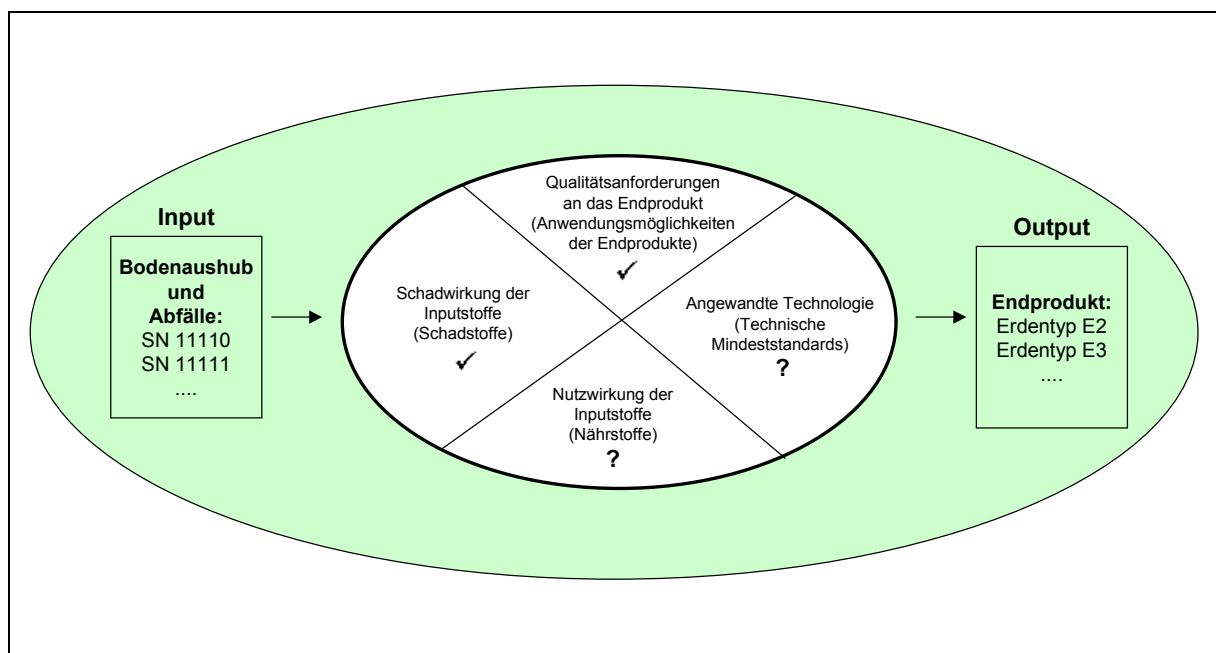 Input
Bodenaushub
und
Abfälle:
SN 11110
SN 11111
....
Qualitätsanforderungen
an das Endprodukt
(Anwendungsmöglichkeiten
der Endprodukte)
✓
Schadwirkung der
Inputstoffe
(Schadstoffe)
✓
Angewandte Technologie
(Technische
Mindeststandards)
?
Nutzwirkung der
Inputstoffe
(Nährstoffe)
?
Output
Endprodukt:
Erdentyp E2
Erdentyp E3
....